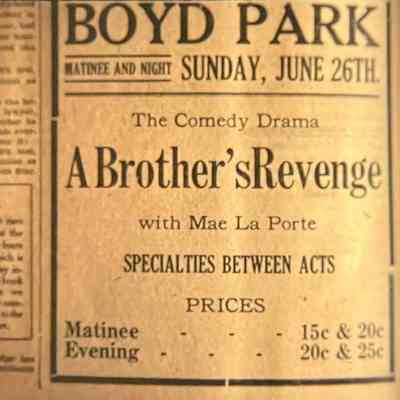 BOYD PARK
MATINEE AND NIGHT SUNDAY, JUNE 26TH.
The Comedy Drama
A Brother'sRevenge
with Mae La Porte
SPECIALTIES BETWEEN ACTS
PRICES
Matinee - - - 15c & 20c
Evening - - - 20c & 25c